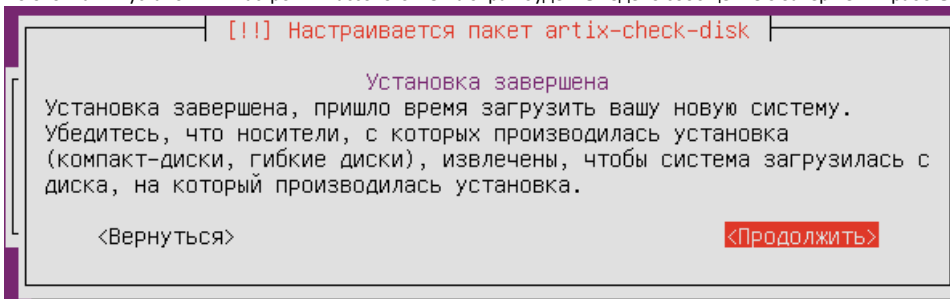 [!!] Настраивается пакет artix-check-disk
Установка завершена
Установка завершена, пришло время загрузить вашу новую систему.
Убедитесь, что носители, с которых производилась установка
(компакт-диски, гибкие диски), извлечены, чтобы система загрузилась с
диска, на который производилась установка.
<Вернуться>
<Продолжить>